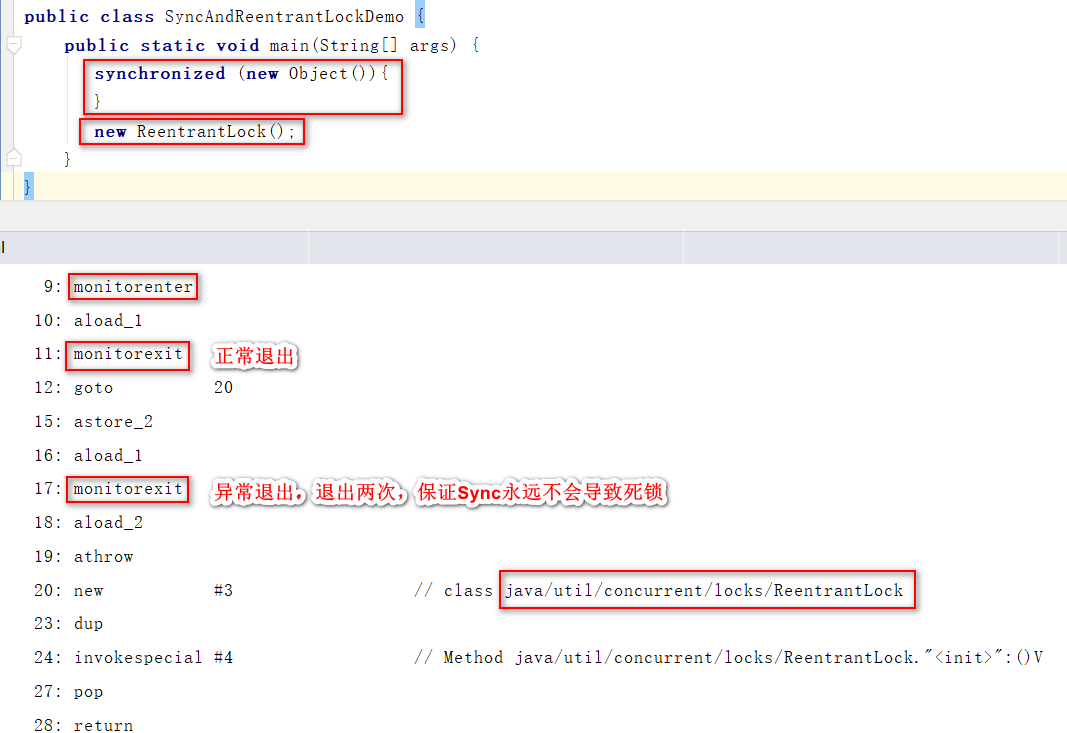 public class SyncAndReentrantLockDemo {
public static void main(String[] args) {
synchronized (new Object()){
}
new ReentrantLock();
}
}
l
9: monitorenter
10: aload_1
11: monitorexit 正常退出
12: goto 20
15: astore_2
16: aload_1
17: monitorexit 异常退出，退出两次，保证Sync永远不会导致死锁
18: aload_2
19: athrow
20: new #3 // class java/util/concurrent/locks/ReentrantLock
23: dup
24: invokespecial #4 // Method java/util/concurrent/locks/ReentrantLock."<init>":()V
27: pop
28: return